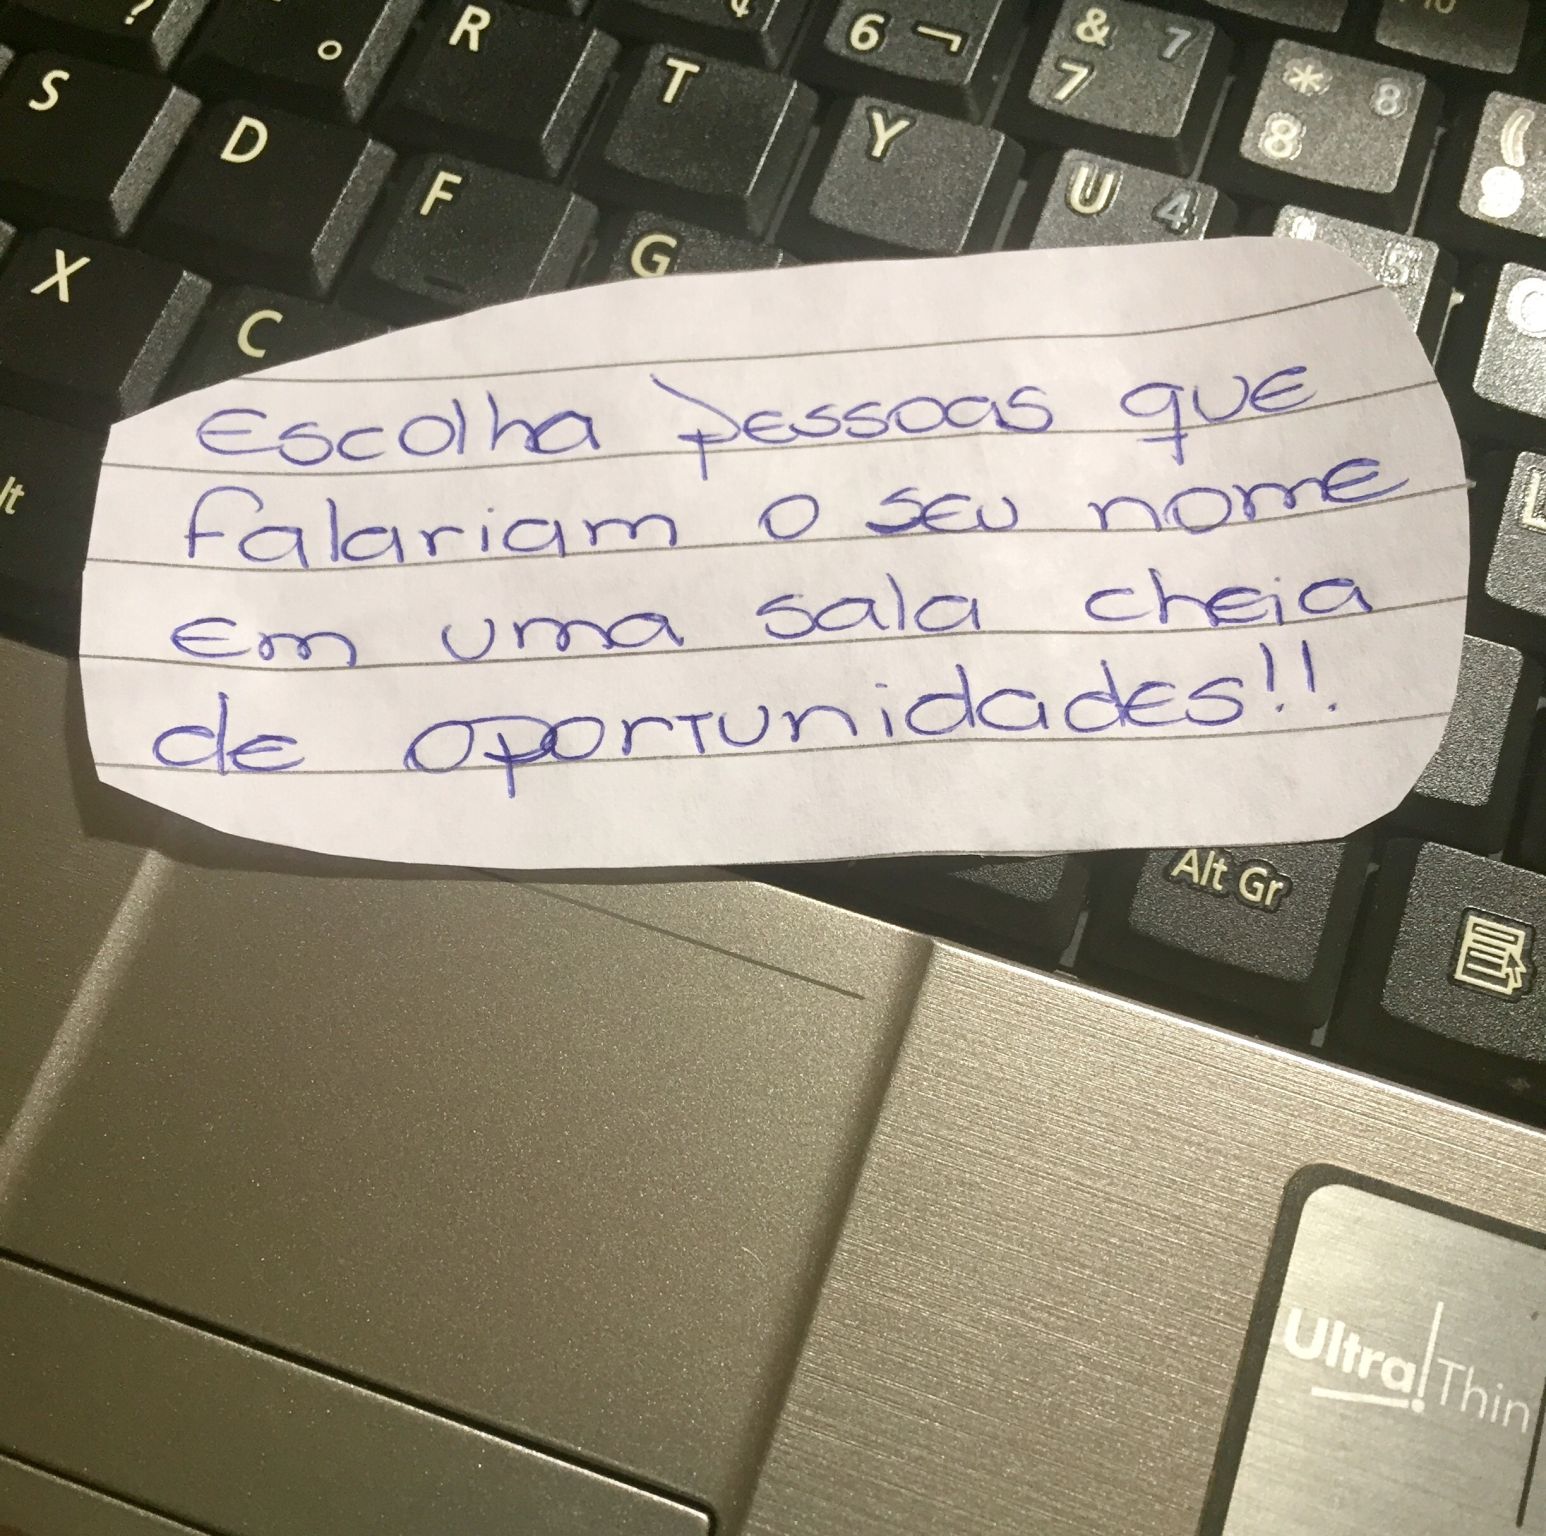 ? º R ¢ 6 ¬ & 7 7 * 8 8 ( 9
S D F T Y U 4 5
X C G
lt
Escolha pessoas que
falariam o seu nome
em uma sala cheia
de oportunidades!!
Alt Gr
Ultra!Thin